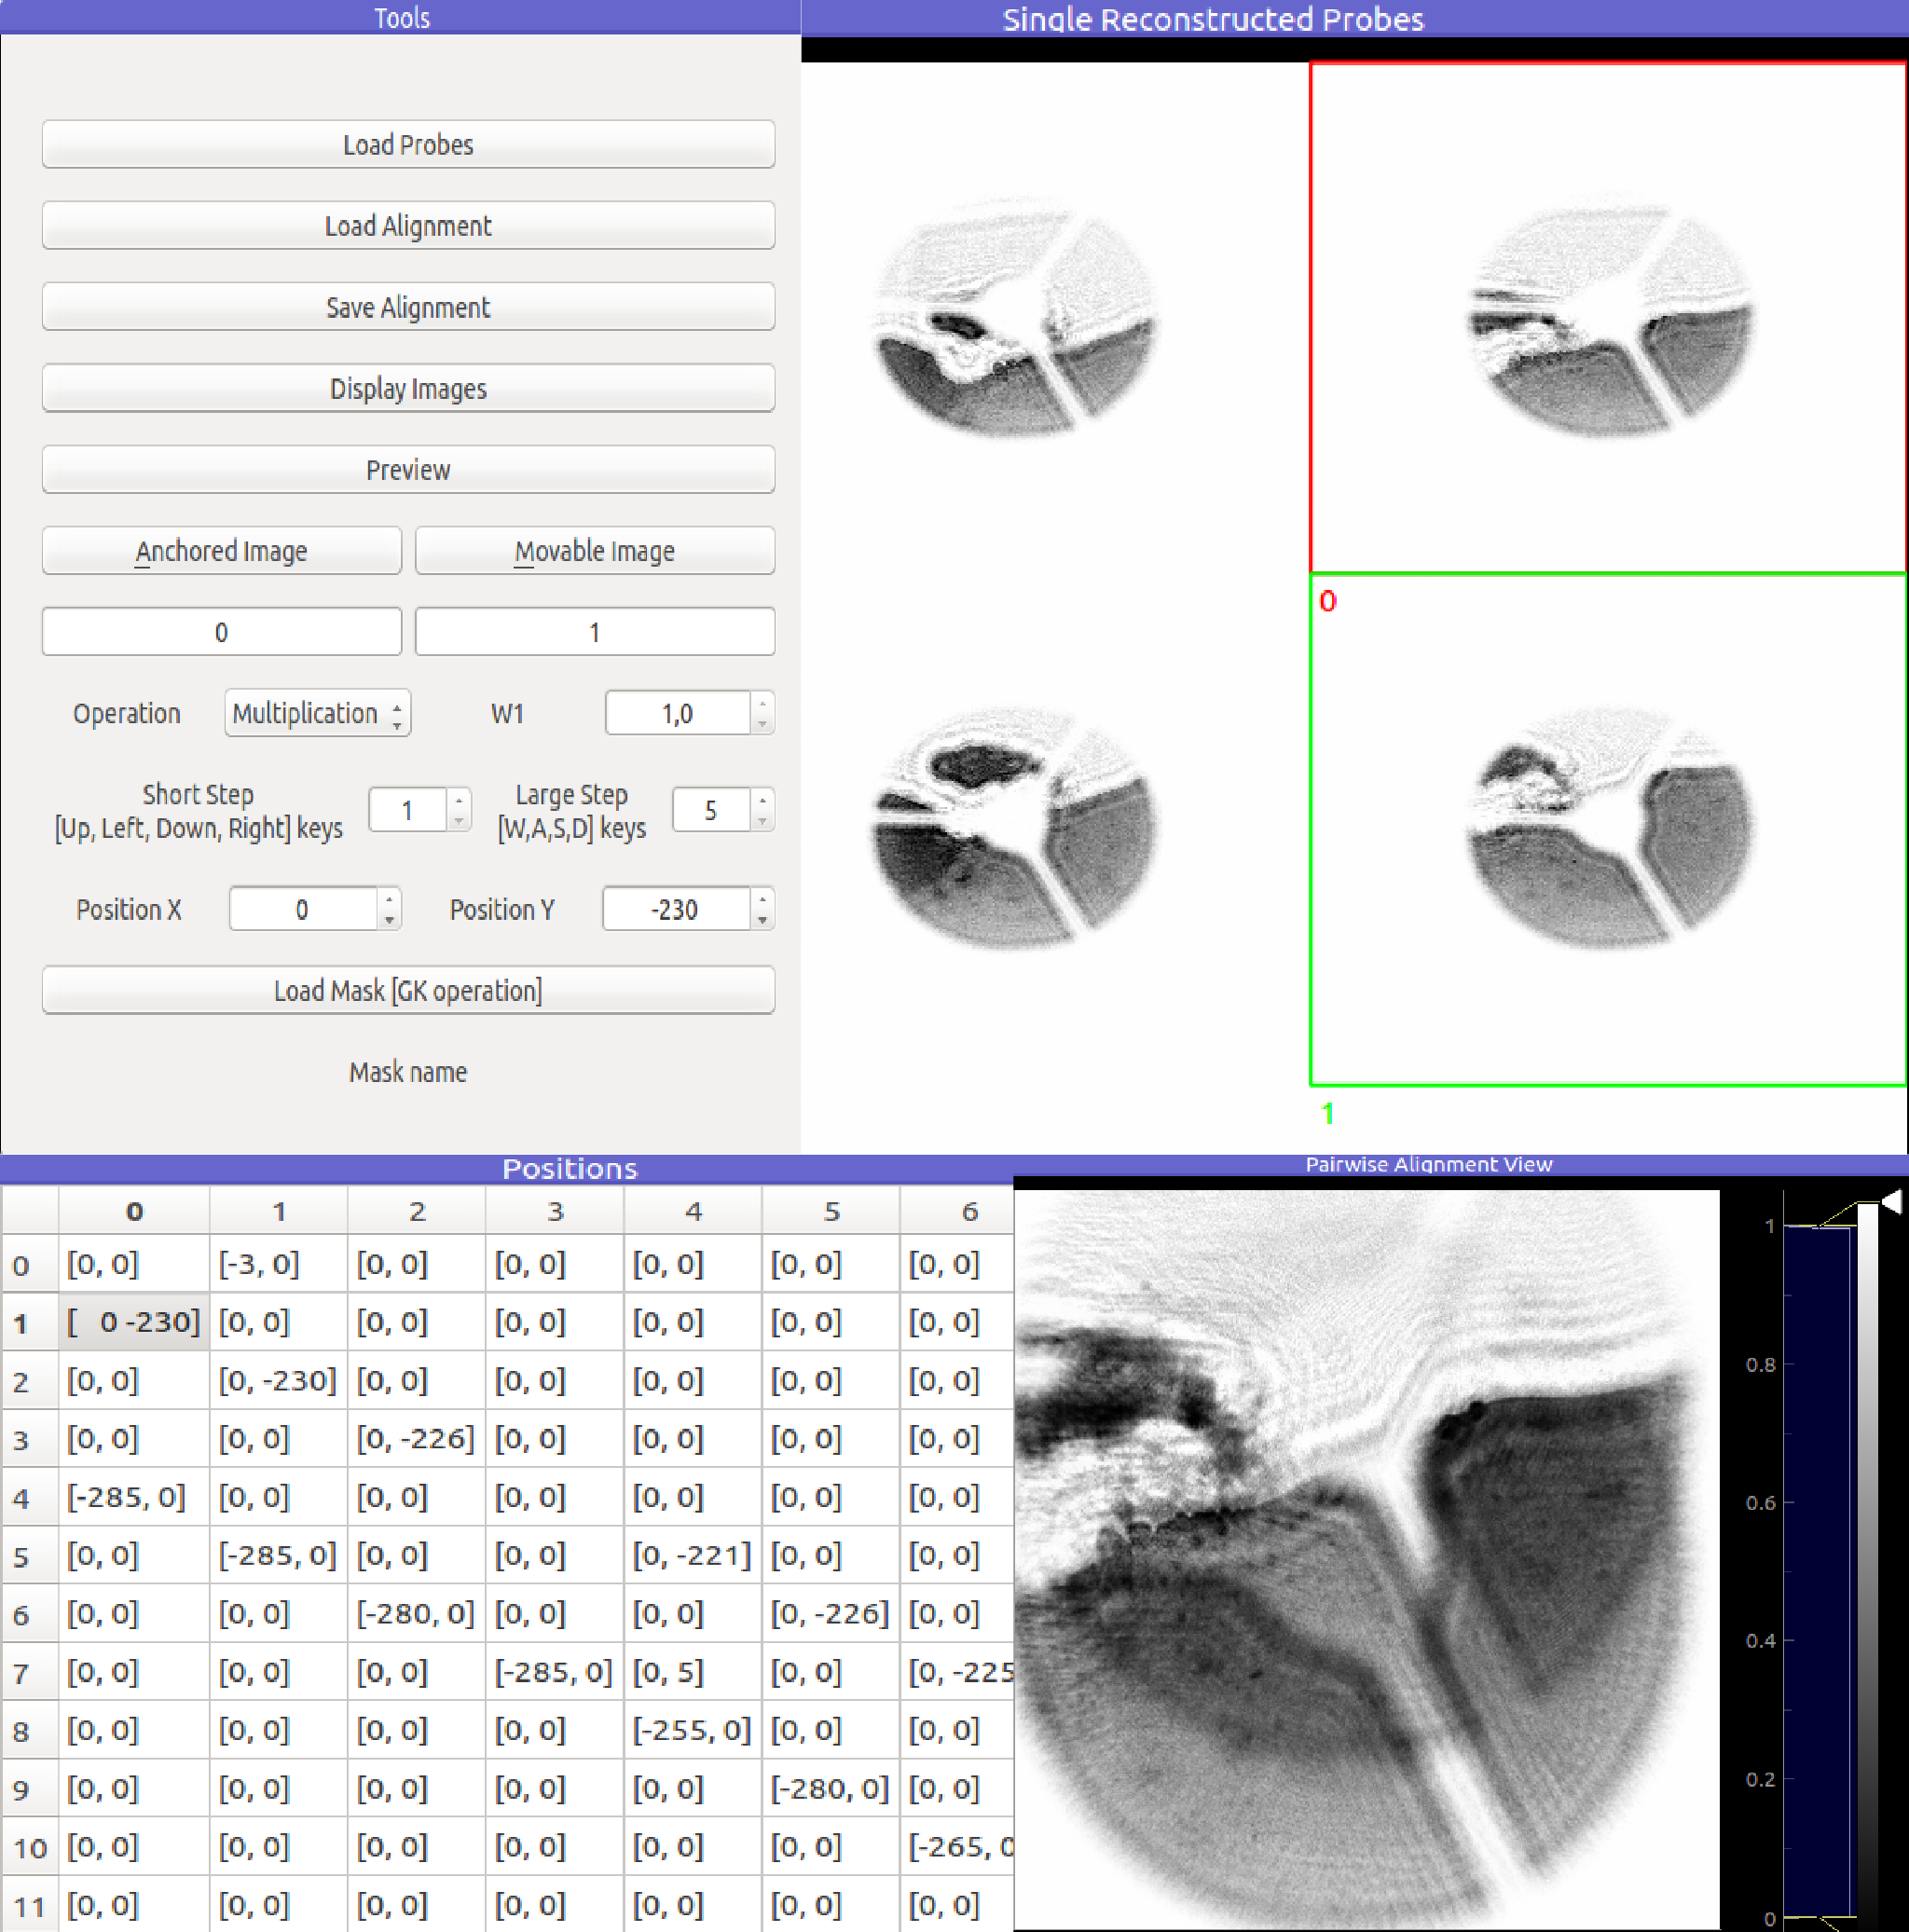 Tools
Load Probes
Load Alignment
Save Alignment
Display Images
Preview
Anchored Image Movable Image
0 1
Operation Multiplication W1 1,0
Short Step
[Up, Left, Down, Right] keys 1
Large Step
[W,A,S,D] keys 5
Position X 0 Position Y -230
Load Mask [GK operation]
Mask name
Single Reconstructed Probes
0
1
Positions
0 1 2 3 4 5 6
0 [0, 0] [-3, 0] [0, 0] [0, 0] [0, 0] [0, 0] [0, 0]
1 [ 0 -230] [0, 0] [0, 0] [0, 0] [0, 0] [0, 0] [0, 0]
2 [0, 0] [0, -230] [0, 0] [0, 0] [0, 0] [0, 0] [0, 0]
3 [0, 0] [0, 0] [0, -226] [0, 0] [0, 0] [0, 0] [0, 0]
4 [-285, 0] [0, 0] [0, 0] [0, 0] [0, 0] [0, 0] [0, 0]
5 [0, 0] [-285, 0] [0, 0] [0, 0] [0, -221] [0, 0] [0, 0]
6 [0, 0] [0, 0] [-280, 0] [0, 0] [0, 0] [0, -226] [0, 0]
7 [0, 0] [0, 0] [0, 0] [-285, 0] [0, 5] [0, 0] [0, -225
8 [0, 0] [0, 0] [0, 0] [0, 0] [-255, 0] [0, 0] [0, 0]
9 [0, 0] [0, 0] [0, 0] [0, 0] [0, 0] [-280, 0] [0, 0]
10 [0, 0] [0, 0] [0, 0] [0, 0] [0, 0] [0, 0] [-265, 0
11 [0, 0] [0, 0] [0, 0] [0, 0] [0, 0] [0, 0] [0, 0]
Pairwise Alignment View
1
0.8
0.6
0.4
0.2
0